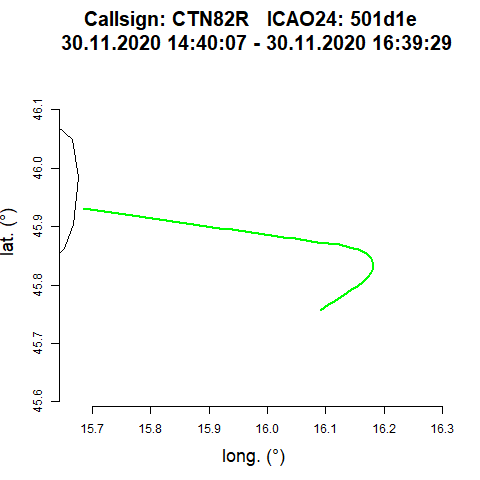 Callsign: CTN82R   ICAO24: 501d1e
30.11.2020 14:40:07 - 30.11.2020 16:39:29
46.1
46.0
45.9
45.8
45.7
45.6
lat. (°)
15.7 15.8 15.9 16.0 16.1 16.2 16.3
long. (°)